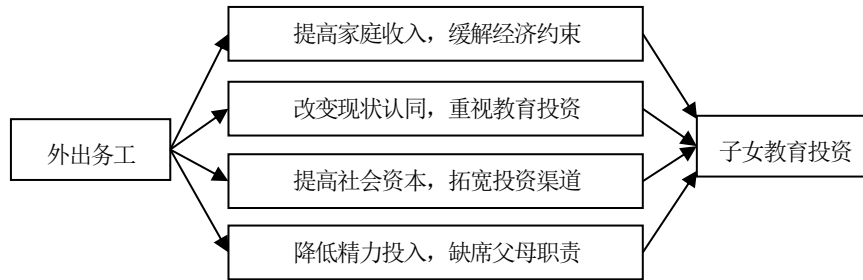 提高家庭收入，缓解经济约束
改变现状认同，重视教育投资
外出务工
子女教育投资
提高社会资本，拓宽投资渠道
降低精力投入，缺席父母职责